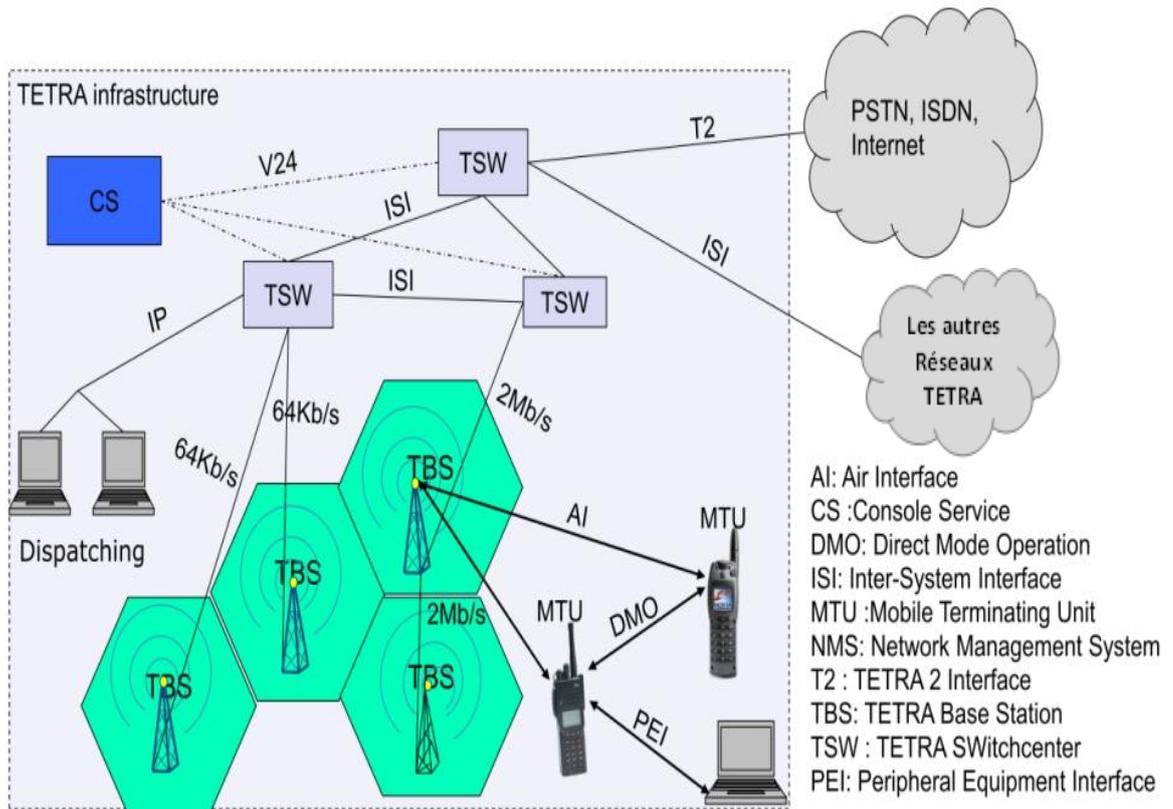 TETRA infrastructure
CS
V24
TSW
T2
PSTN, ISDN,
Internet
ISI
ISI
TSW
ISI
TSW
IP
Les autres
Réseaux
TETRA
Dispatching
64Kb/s
64Kb/s
2Mb/s
TBS
TBS
TBS
TBS
2Mb/s
AI
MTU
MTU
DMO
PEI
AI: Air Interface
CS :Console Service
DMO: Direct Mode Operation
ISI: Inter-System Interface
MTU :Mobile Terminating Unit
NMS: Network Management System
T2 : TETRA 2 Interface
TBS: TETRA Base Station
TSW : TETRA SWitchcenter
PEI: Peripheral Equipment Interface